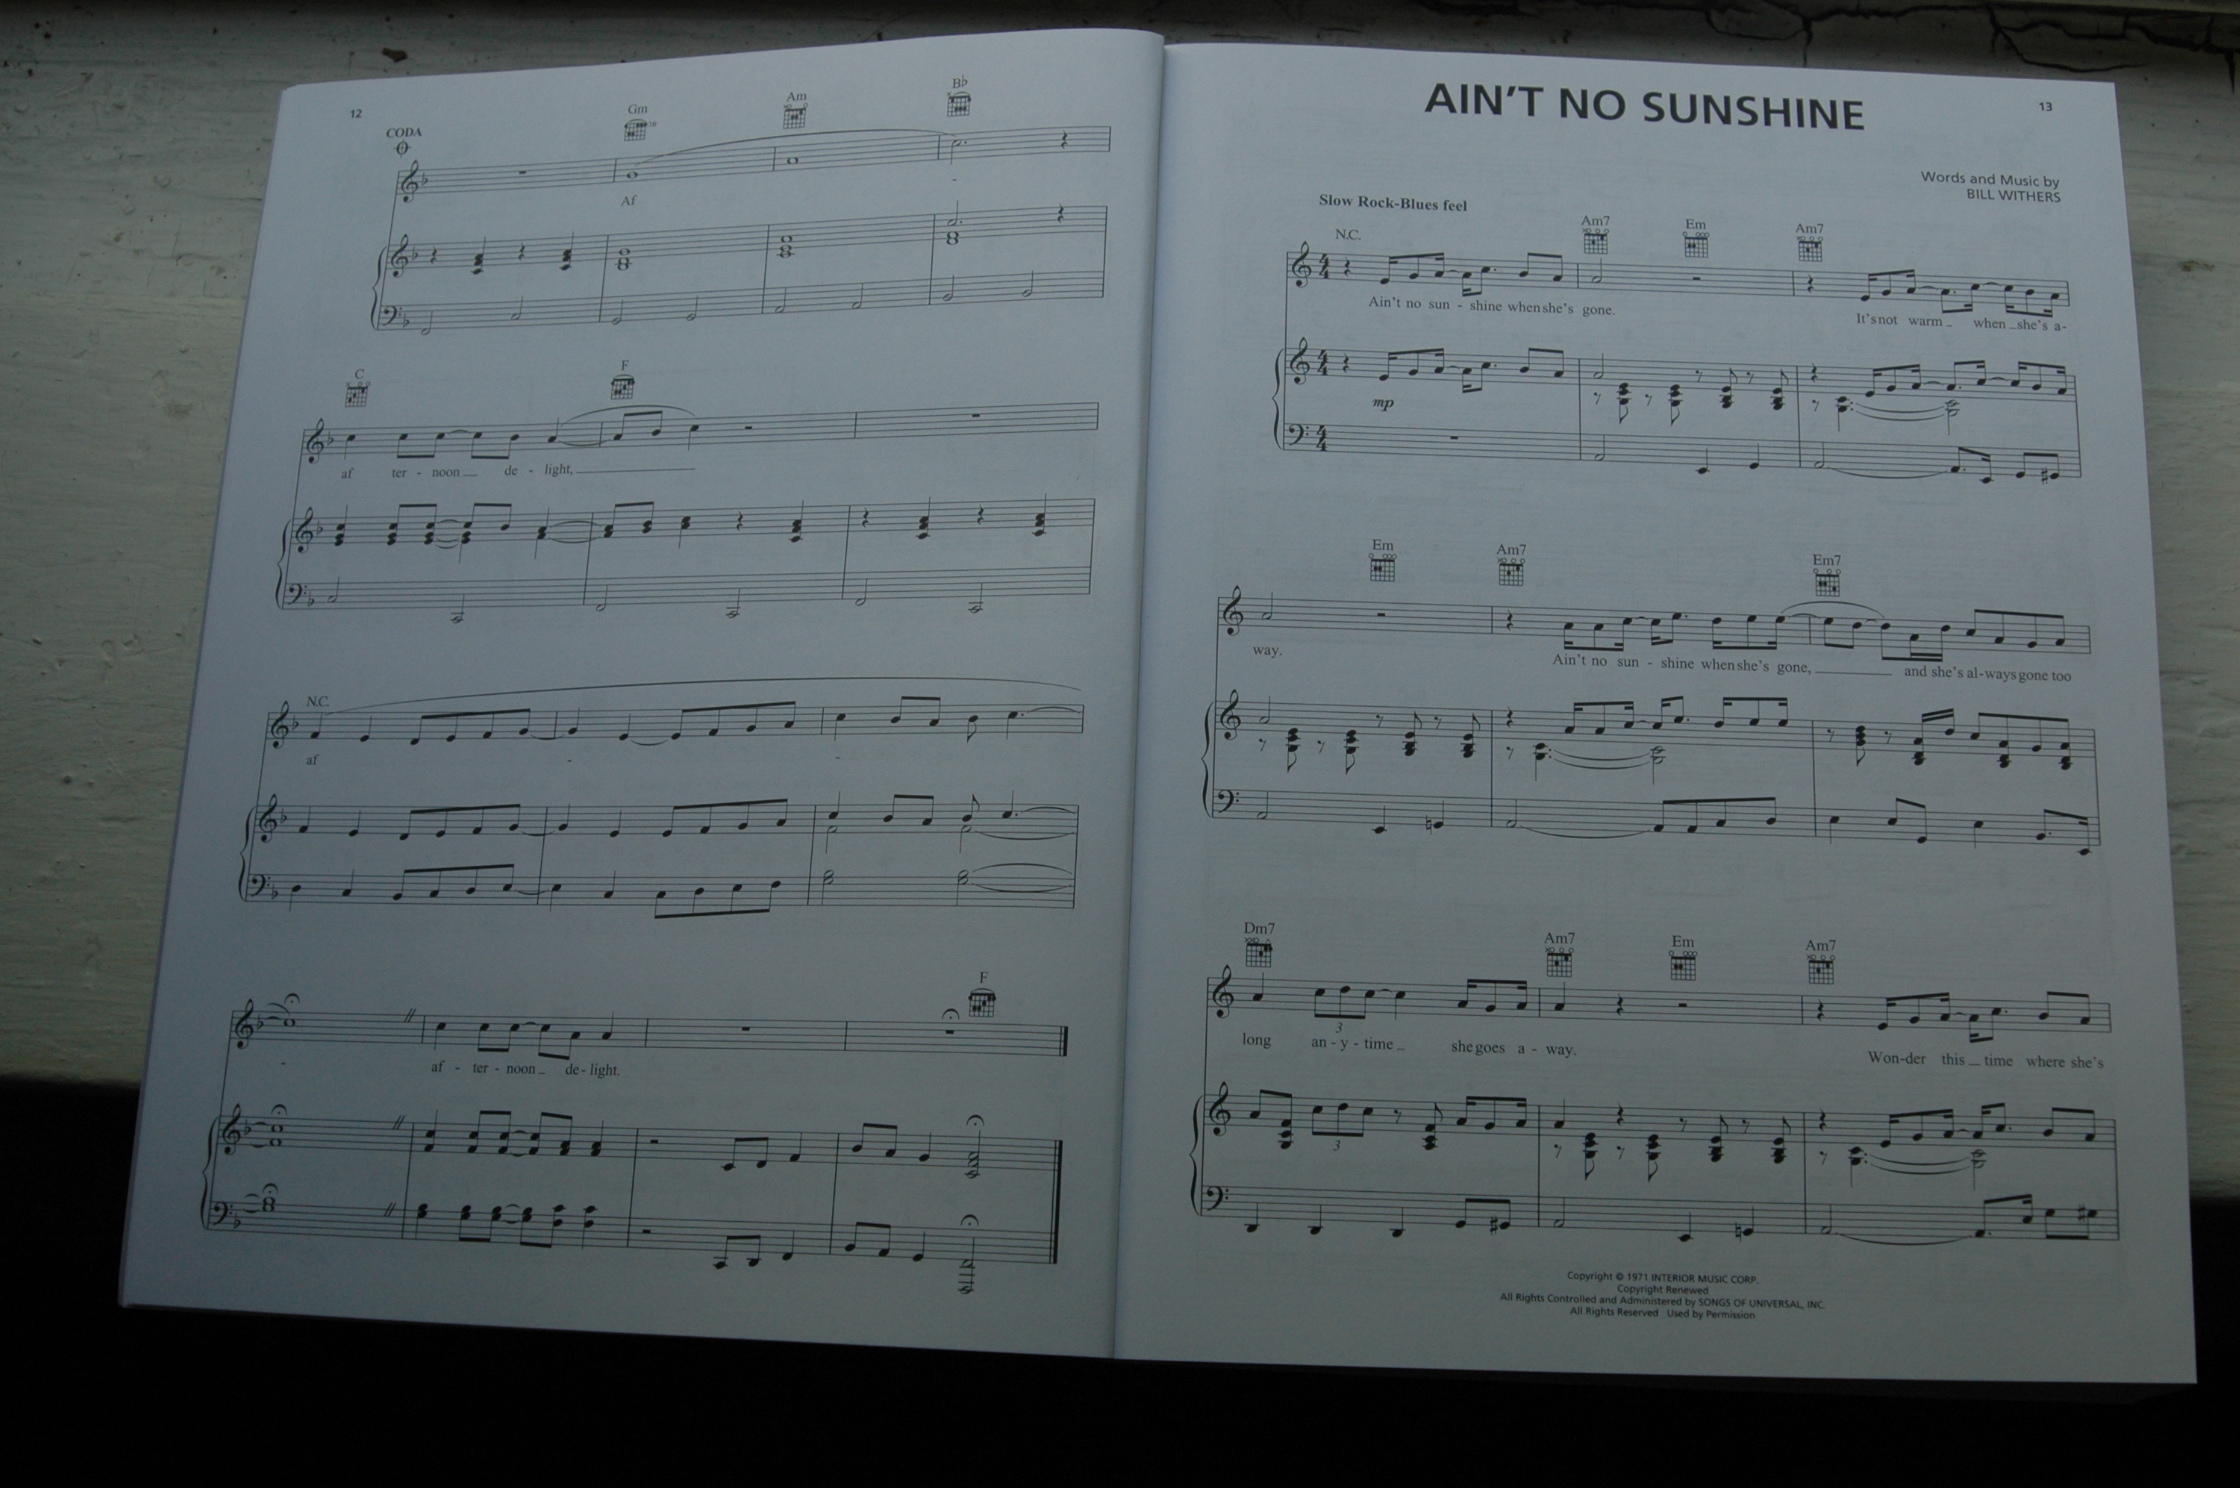 12
CODA
Gm Am B♭
Af -
C F
af ter - noon de - light,
N.C.
af - -
F
- af - ter - noon de - light.
AIN'T NO SUNSHINE
13
Words and Music by
BILL WITHERS
Slow Rock-Blues feel
N.C. Am7 Em Am7
Ain't no sun - shine when she's gone. It's not warm when she's a-
mp
Em Am7 Em7
way. Ain't no sun - shine when she's gone, and she's al-ways gone too
Dm7 Am7 Em Am7
3
long an - y - time she goes a - way. Won-der this time where she's
3
Copyright © 1971 INTERIOR MUSIC CORP.
Copyright Renewed
All Rights Controlled and Administered by SONGS OF UNIVERSAL, INC.
All Rights Reserved Used by Permission